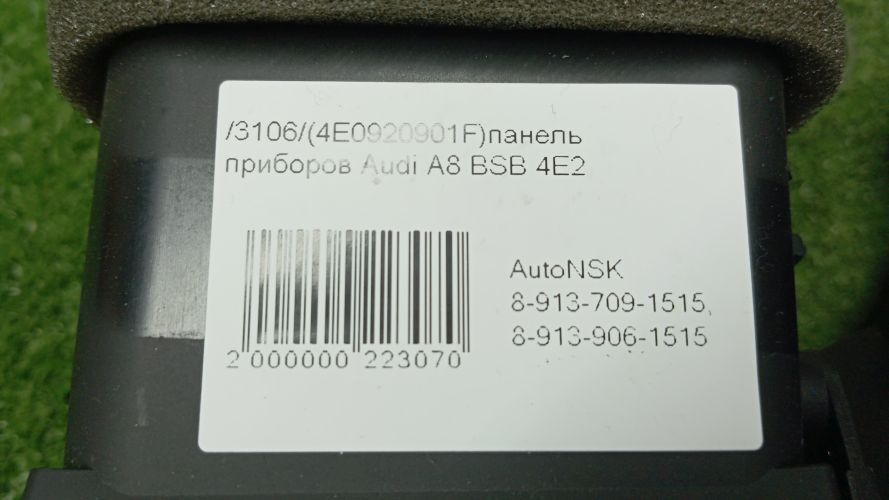 /3106/(4E0920901F)панель
приборов Audi A8 BSB 4E2
AutoNSK
8-913-709-1515,
8-913-906-1515
2 000000 223070